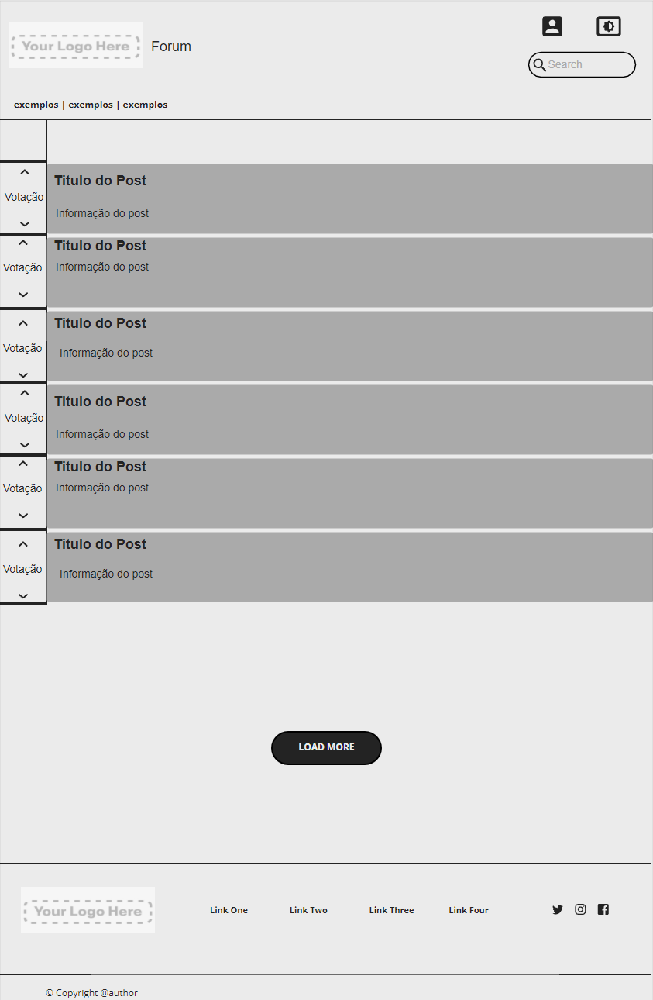 Your Logo Here
Forum
Search
exemplos | exemplos | exemplos
Titulo do Post
Votação
Informação do post
Titulo do Post
Votação
Informação do post
Titulo do Post
Votação
Informação do post
Titulo do Post
Votação
Informação do post
Titulo do Post
Votação
Informação do post
Titulo do Post
Votação
Informação do post
LOAD MORE
Your Logo Here
Link One
Link Two
Link Three
Link Four
© Copyright @author